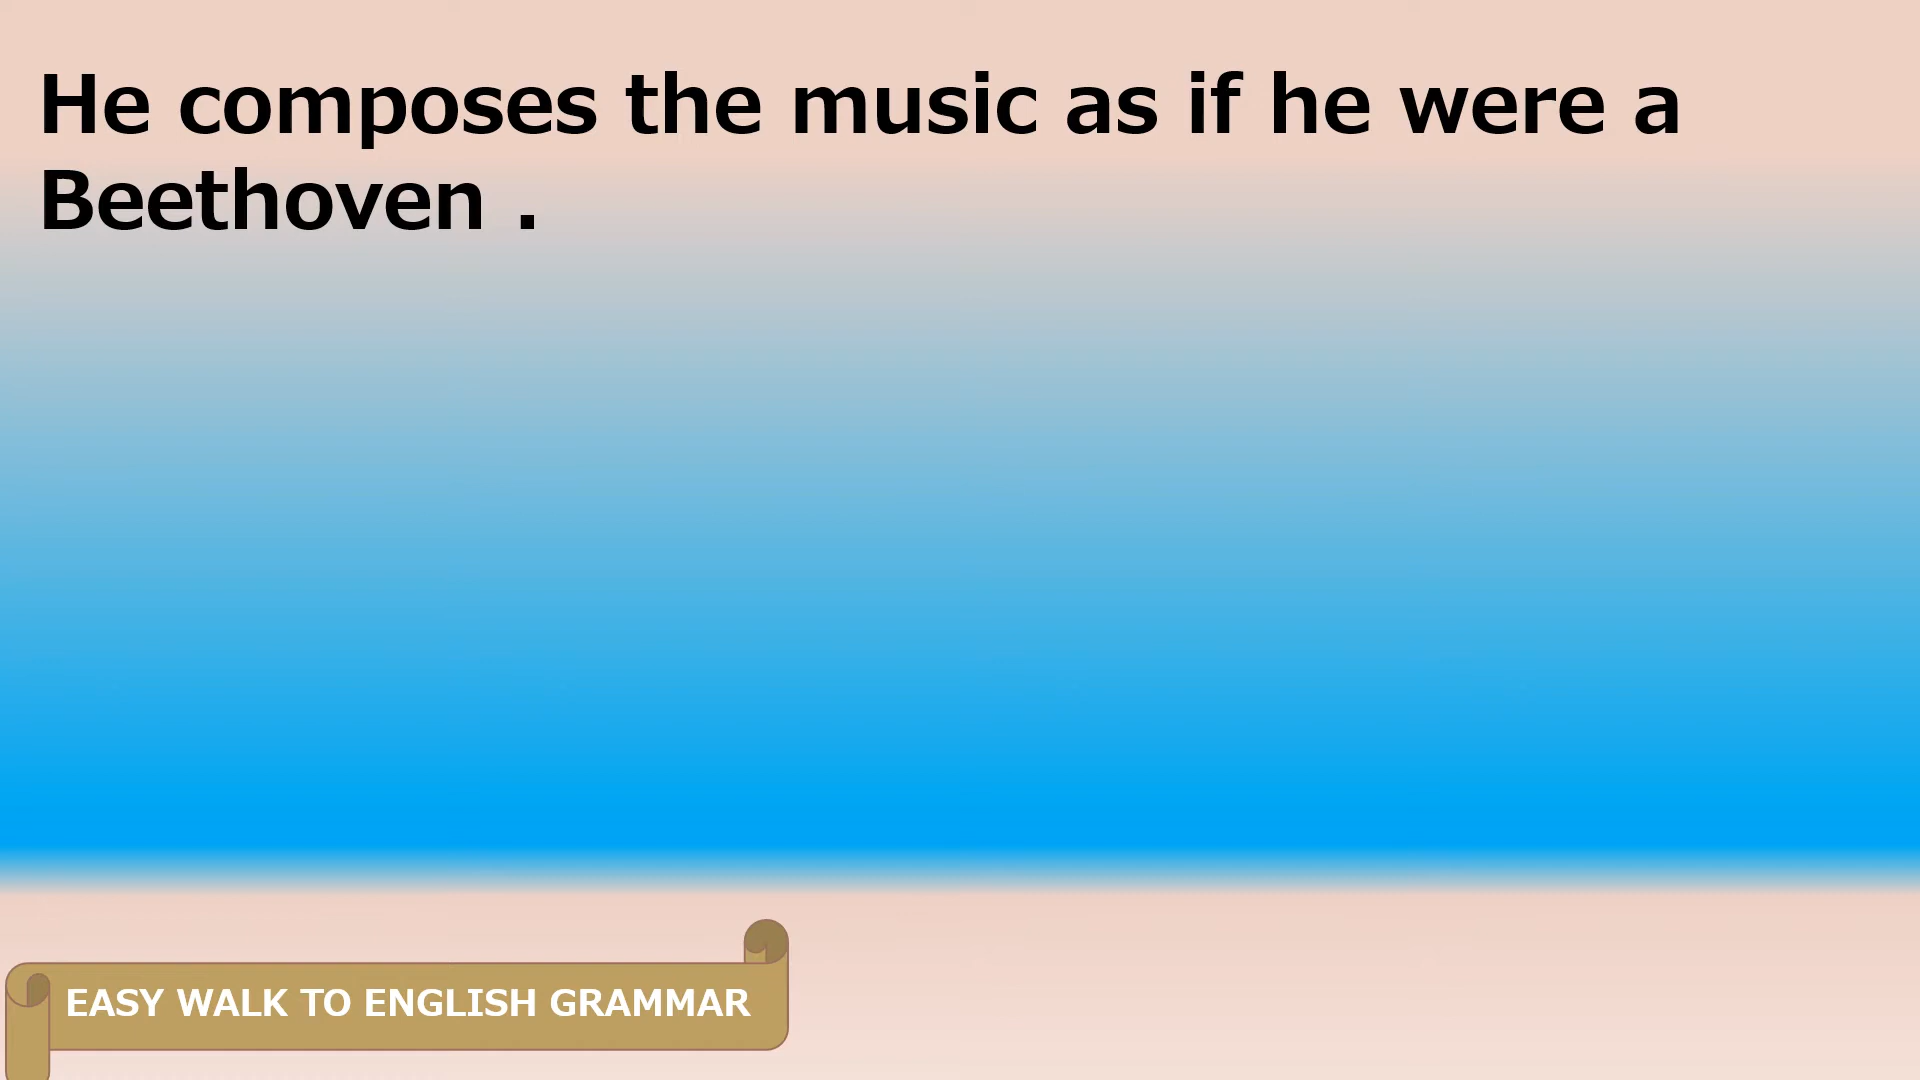 He composes the music as if he were a
Beethoven .
EASY WALK TO ENGLISH GRAMMAR